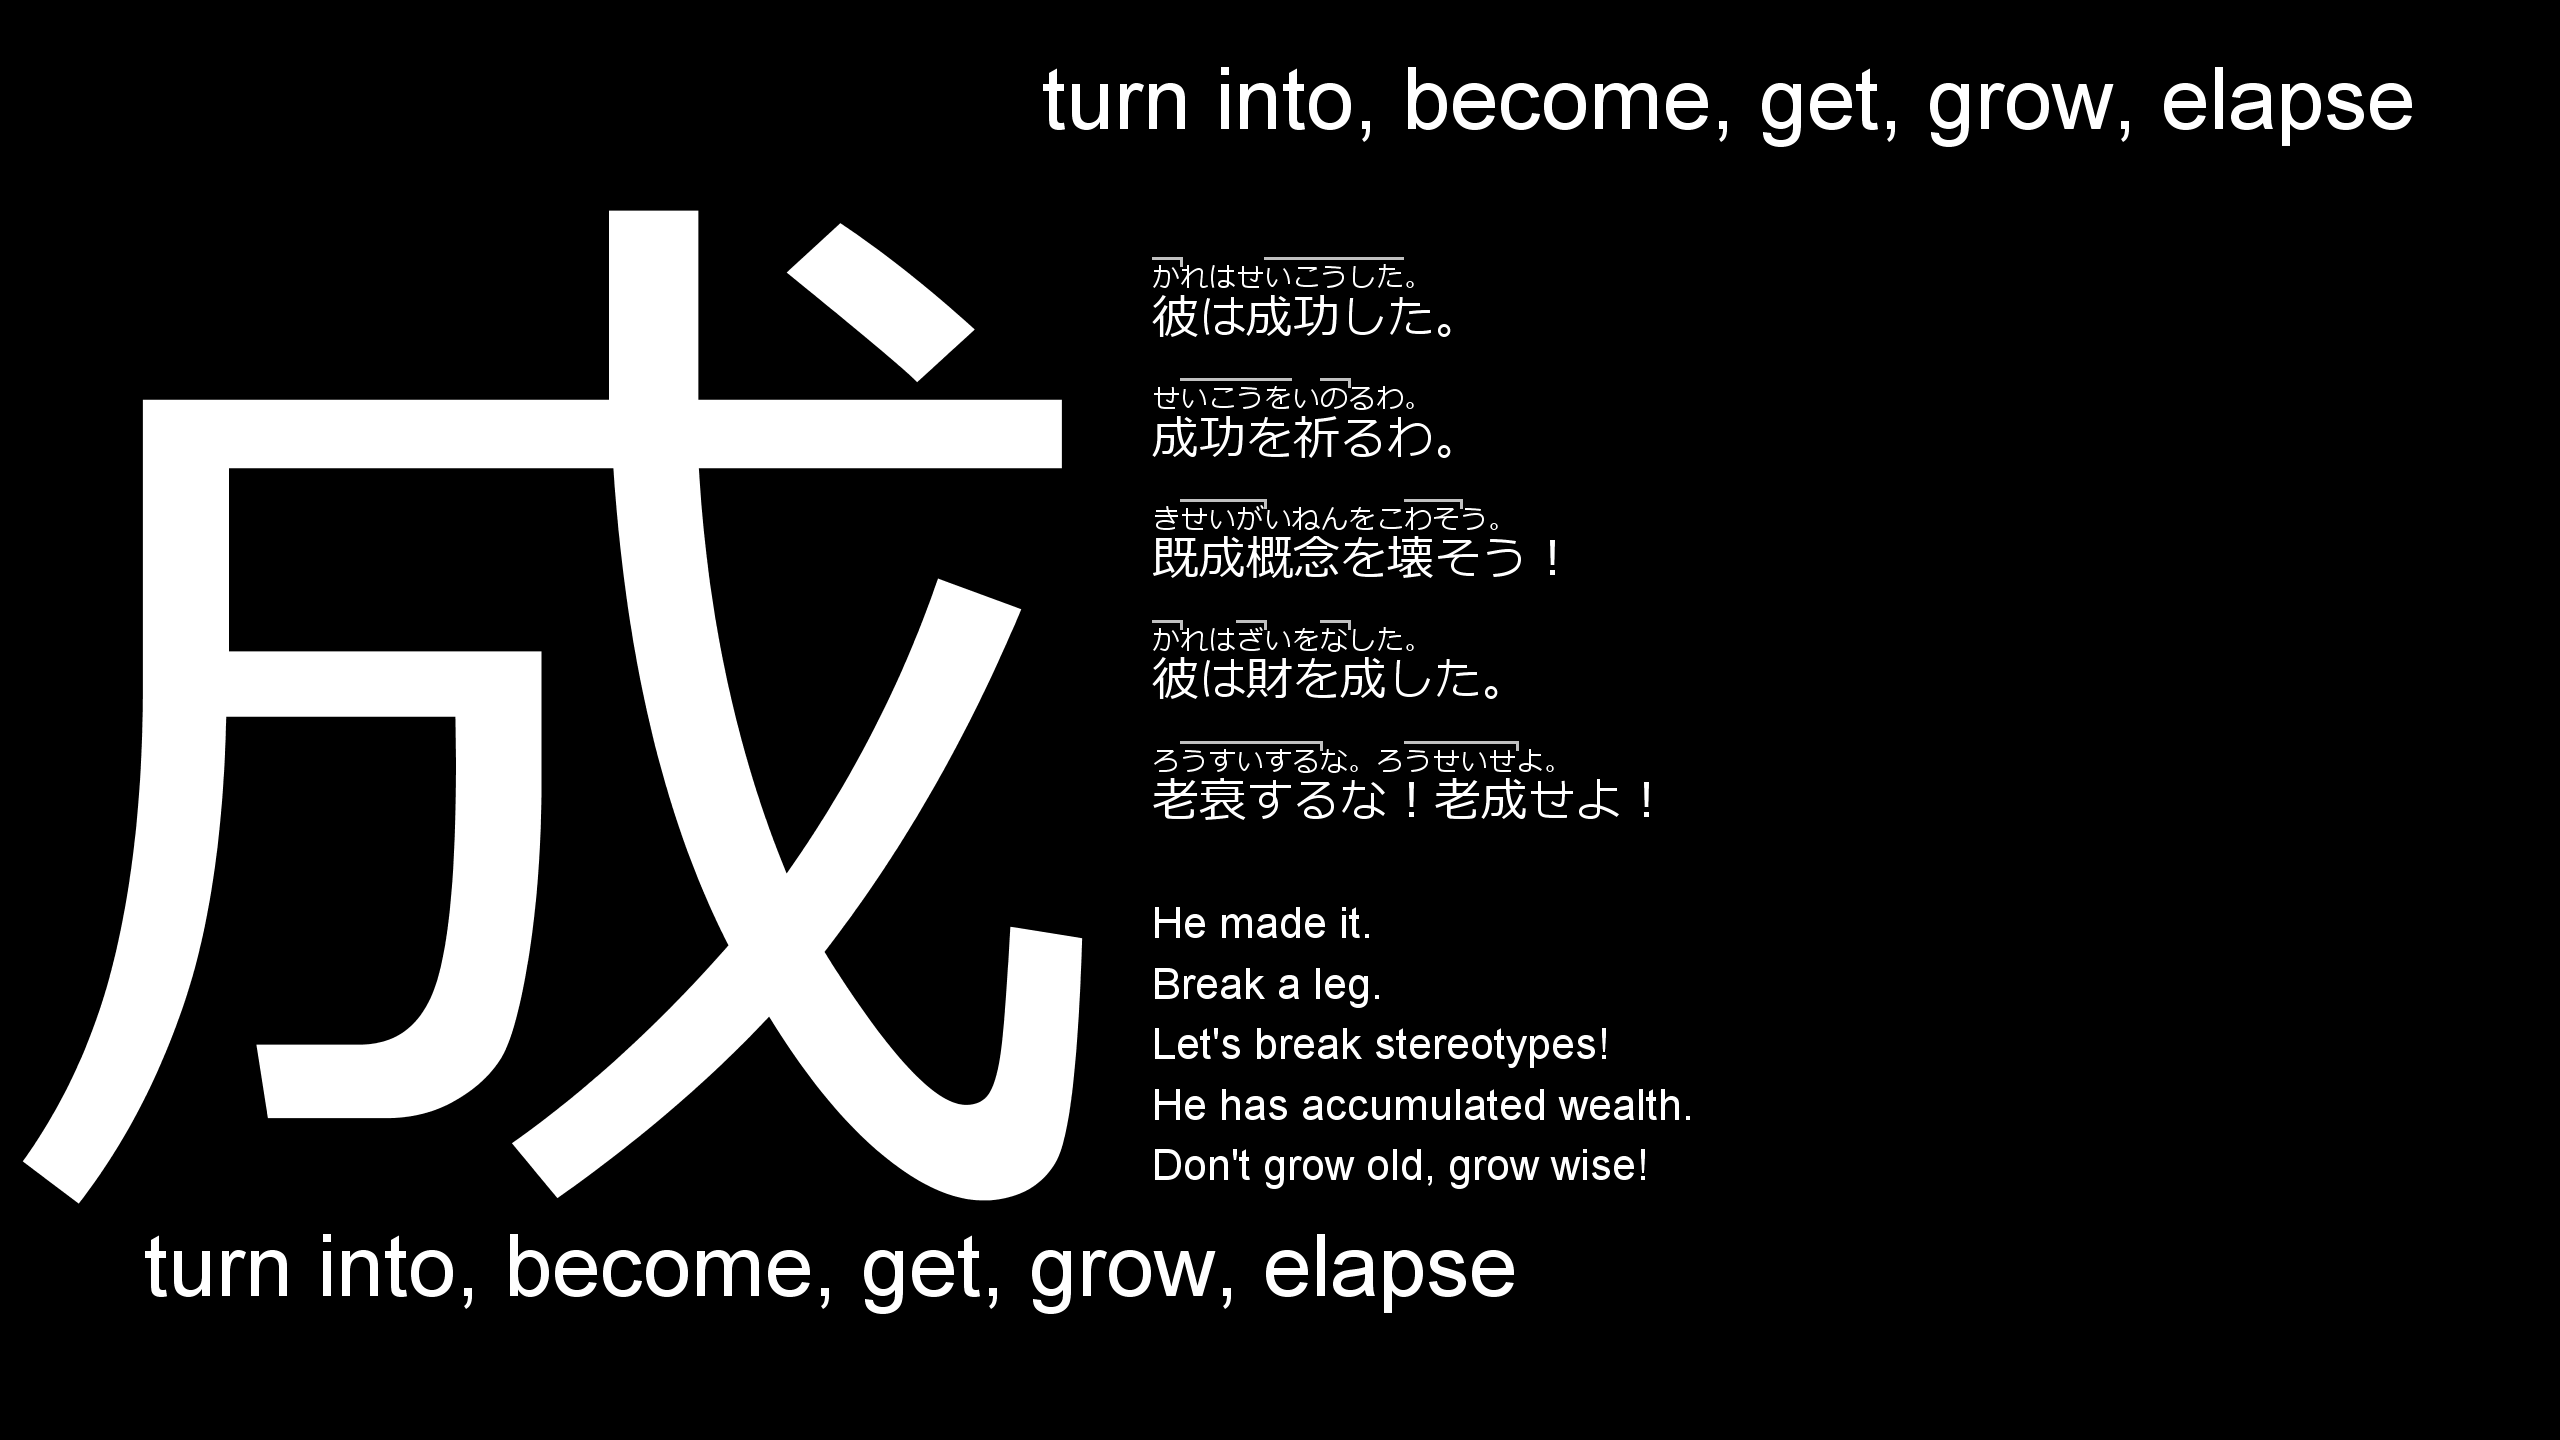 turn into, become, get, grow, elapse
成
かれはせいこうした。
彼は成功した。
せいこうをいのるわ。
成功を祈るわ。
きせいがいねんをこわそう。
既成概念を壊そう！
かれはざいをなした。
彼は財を成した。
ろうすいするな。ろうせいせよ。
老衰するな！老成せよ！
He made it.
Break a leg.
Let's break stereotypes!
He has accumulated wealth.
Don't grow old, grow wise!
turn into, become, get, grow, elapse